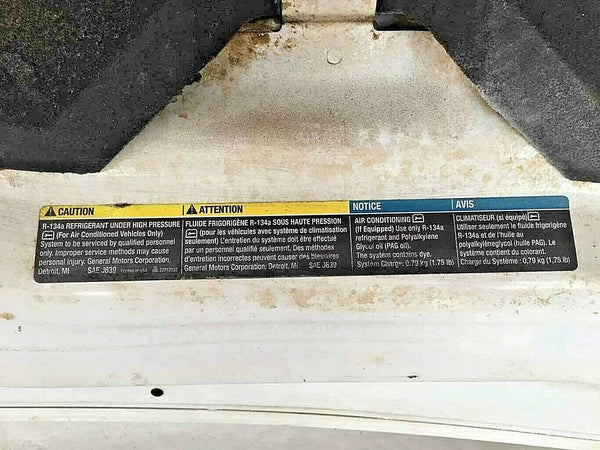 CAUTION
R-134a REFRIGERANT UNDER HIGH PRESSURE
(For Air Conditioned Vehicles Only)
System to be serviced by qualified personnel
only. Improper service methods may cause
personal injury. General Motors Corporation,
Detroit, MI SAE J639 Printed in USA
ATTENTION
FLUIDE FRIGORIGÈNE R-134a SOUS HAUTE PRESSION
(pour les véhicules avec système de climatisation
seulement) L'entretien du système doit être effectué
par un personnel qualifié seulement. Des méthodes
d'entretien incorrectes peuvent causer des blessures
General Motors Corporation, Detroit, MI SAE J639
NOTICE
AIR CONDITIONING
(If Equipped) Use only R-134a
refrigerant and Polyalkylene
Glycol oil (PAG oil).
The system contains dye.
System Charge: 0,79 kg (1,75 lb)
AVIS
CLIMATISEUR (si équipé)
Utiliser seulement le fluide frigorigène
R-134a et de l'huile au
polyalkylèneglycol (huile PAG). Le
système contient du colorant.
Charge du Système : 0,79 kg (1,75 lb)